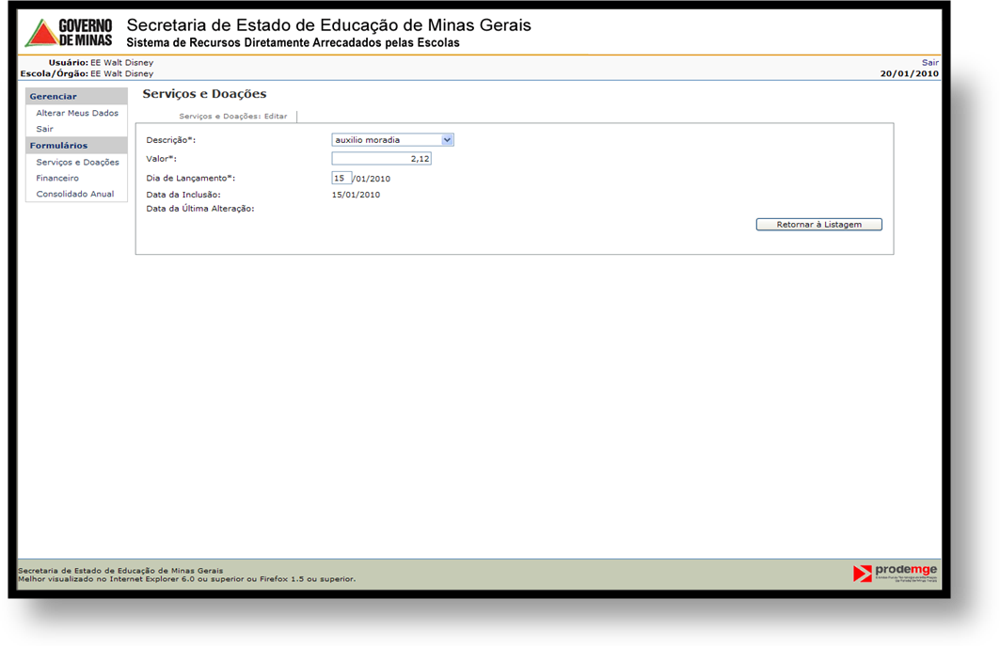 GOVERNO
DE MINAS
Secretaria de Estado de Educação de Minas Gerais
Sistema de Recursos Diretamente Arrecadados pelas Escolas
Usuário: EE Walt Disney
Sair
Escola/Órgão: EE Walt Disney
20/01/2010
Gerenciar
Alterar Meus Dados
Sair
Formulários
Serviços e Doações
Financeiro
Consolidado Anual
Serviços e Doações
Serviços e Doações: Editar
Descrição*: auxilio moradia
Valor*: 2,12
Dia de Lançamento*: 15 /01/2010
Data da Inclusão: 15/01/2010
Data da Última Alteração:
Retornar à Listagem
Secretaria de Estado de Educação de Minas Gerais
Melhor visualizado no Internet Explorer 6.0 ou superior ou Firefox 1.5 ou superior.
prodemge